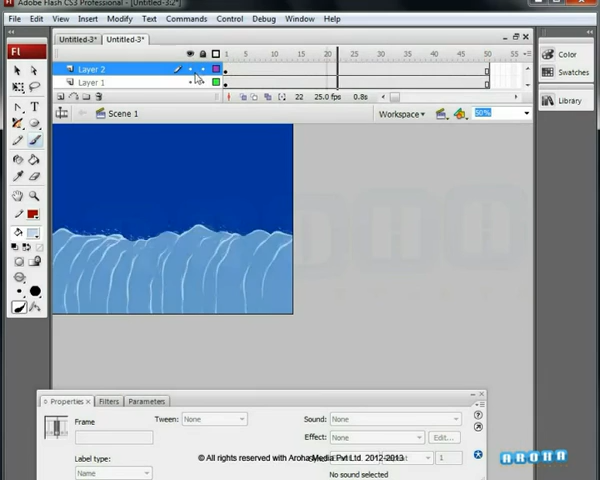 Adobe Flash CS3 Professional - [Untitled-3*]
File Edit View Insert Modify Text Commands Control Debug Window Help
Untitled-3* × Untitled-3* ×
1 5 10 15 20 25 30 35 40 45 50 55
Layer 2
Layer 1
22 25.0 fps 0.8s
Scene 1 Workspace 50%
Color
Swatches
Library
Properties × Filters Parameters
Frame Tween: None Sound: None
Effect: None Edit...
Label type: 1
Name No sound selected
© All rights reserved with Aroha Media Pvt Ltd. 2012-2013
AROHA